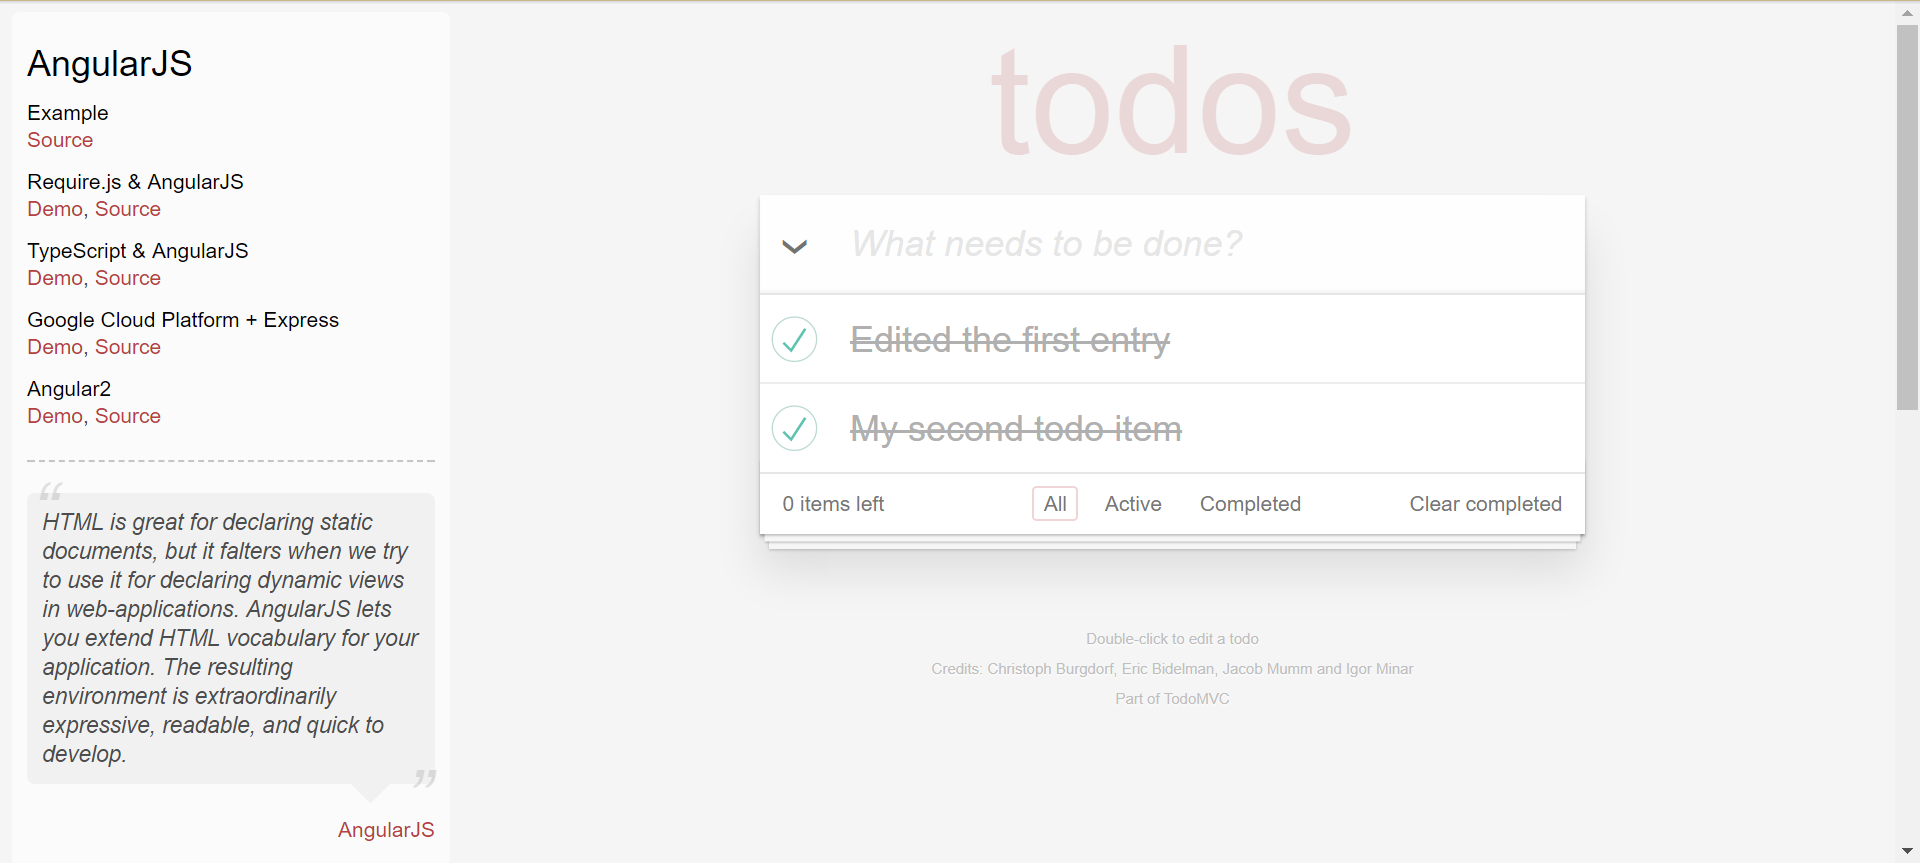 AngularJS
Example
Source
Require.js & AngularJS
Demo, Source
TypeScript & AngularJS
Demo, Source
Google Cloud Platform + Express
Demo, Source
Angular2
Demo, Source
“
HTML is great for declaring static
documents, but it falters when we try
to use it for declaring dynamic views
in web-applications. AngularJS lets
you extend HTML vocabulary for your
application. The resulting
environment is extraordinarily
expressive, readable, and quick to
develop.
”
AngularJS
todos
What needs to be done?
Edited the first entry
My second todo item
0 items left All Active Completed Clear completed
Double-click to edit a todo
Credits: Christoph Burgdorf, Eric Bidelman, Jacob Mumm and Igor Minar
Part of TodoMVC